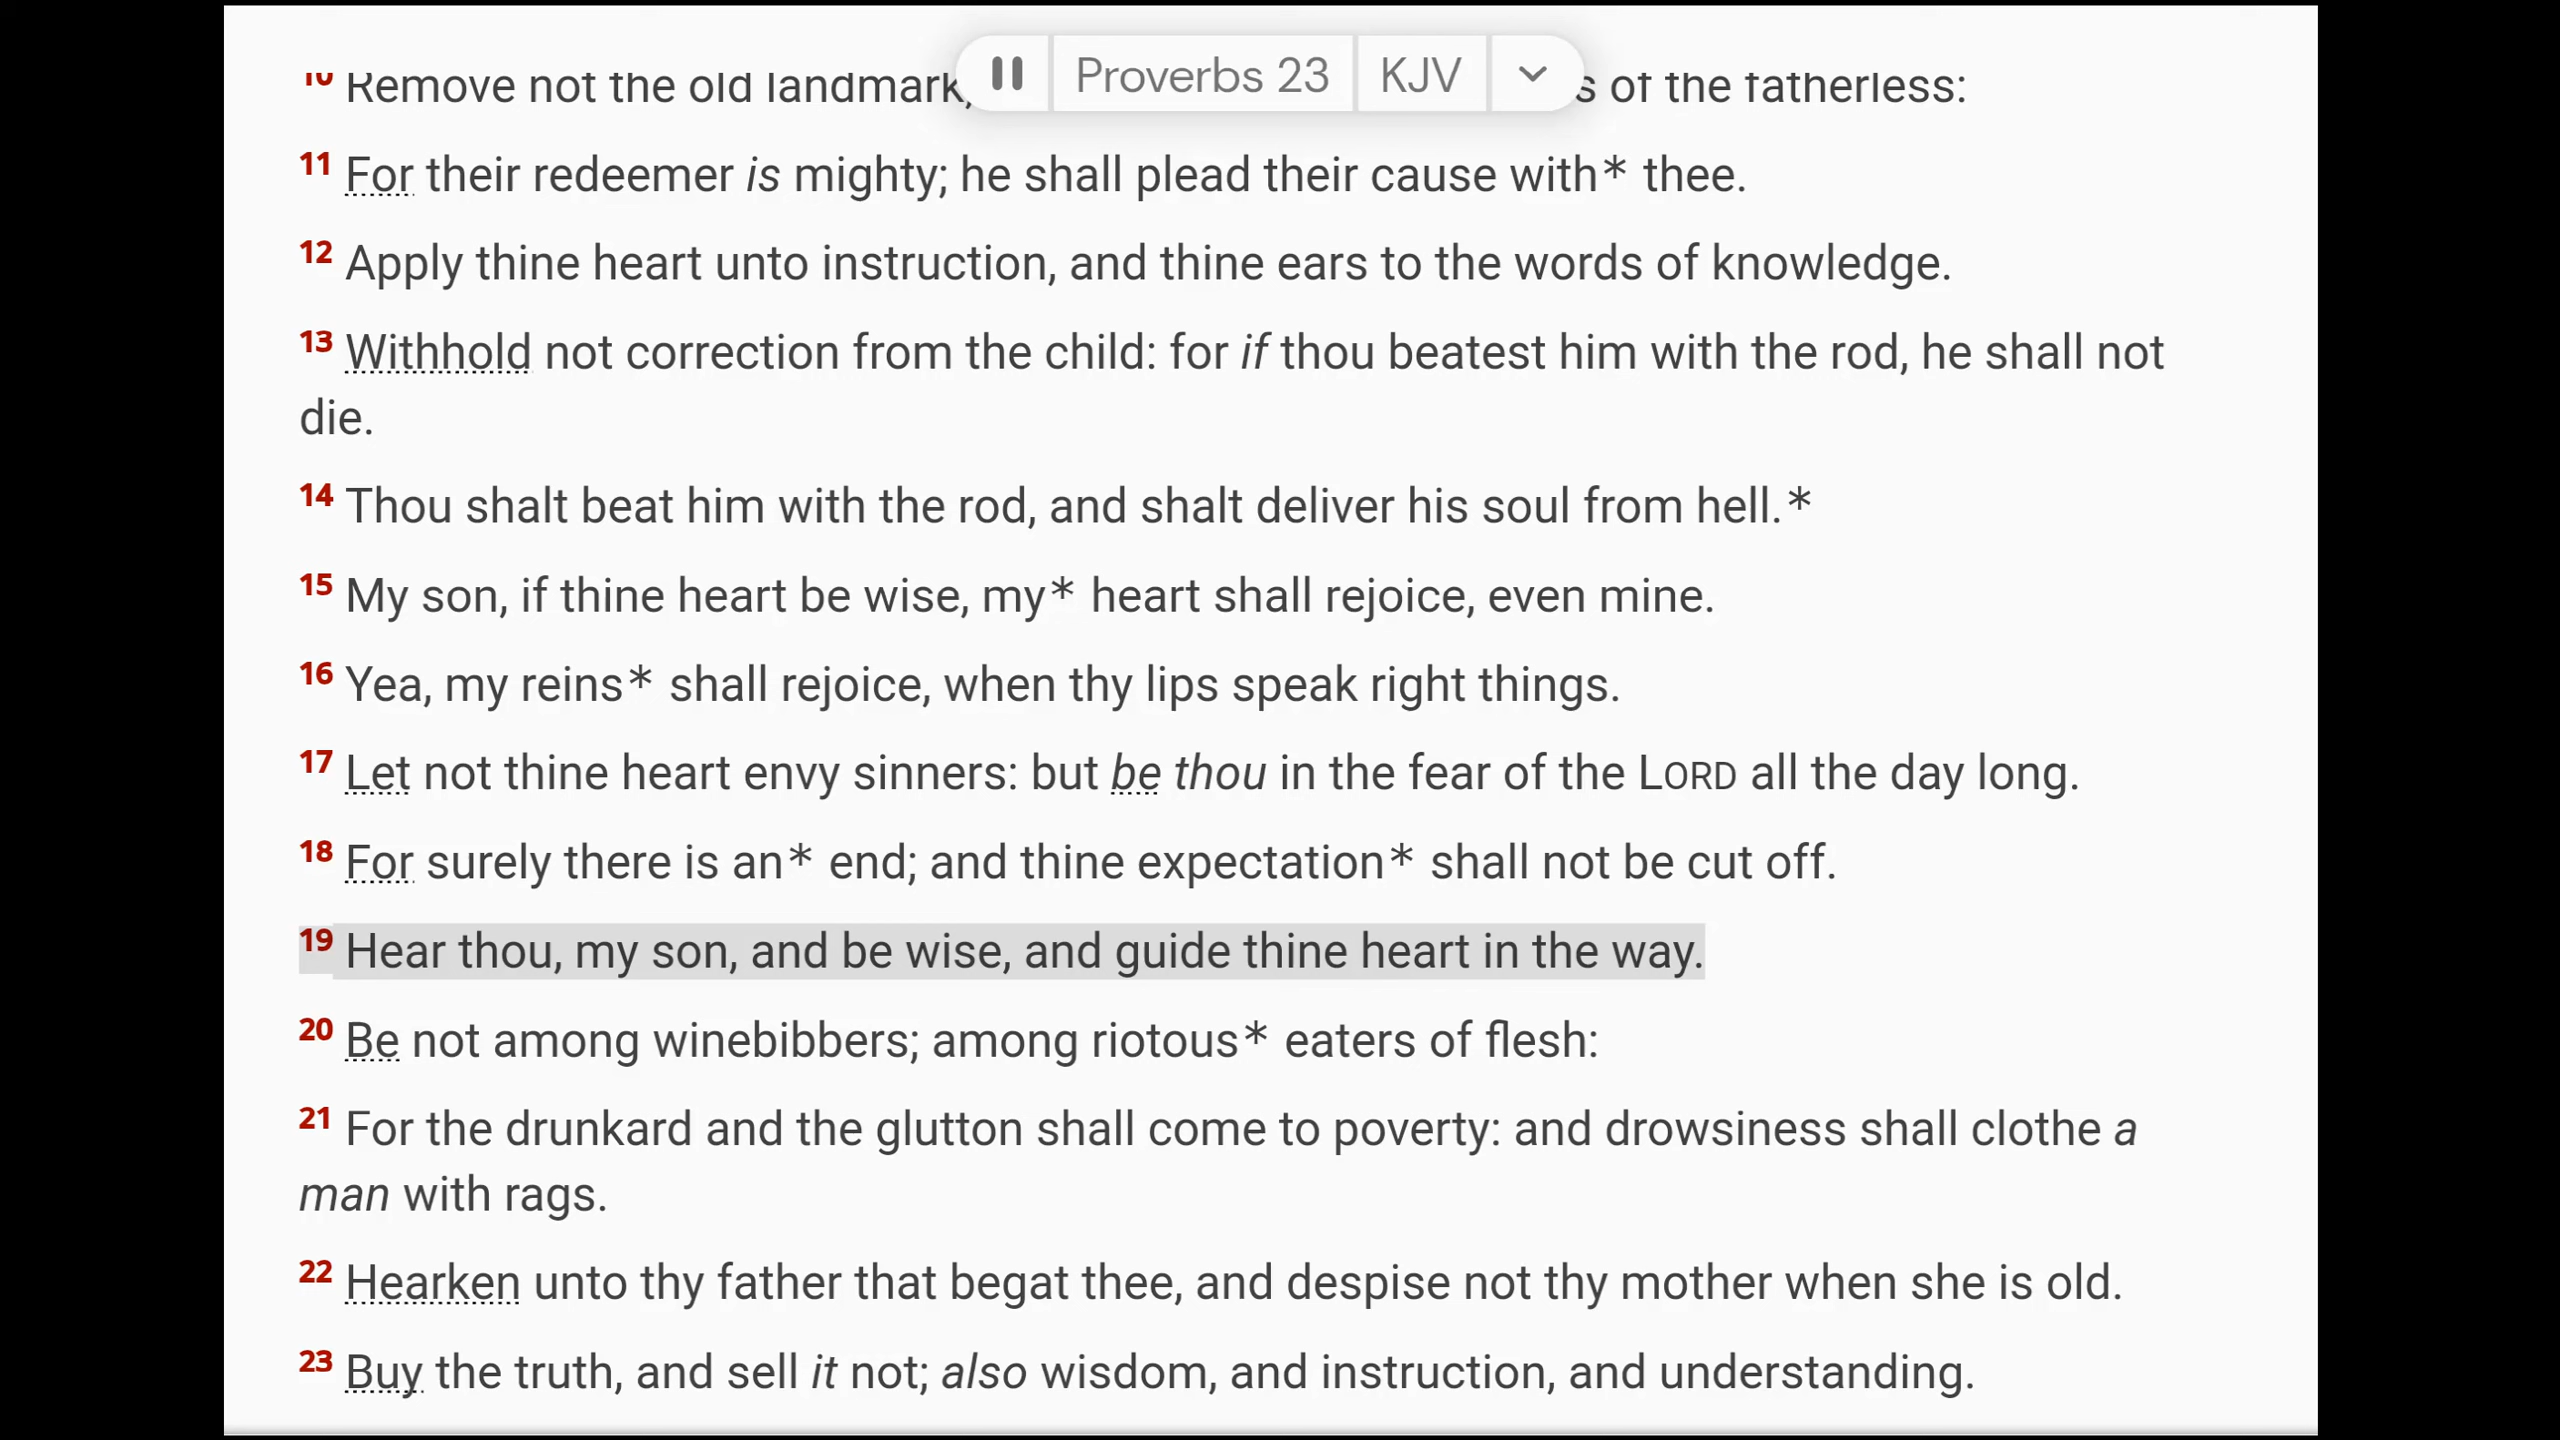 Proverbs 23 KJV
10 Remove not the old landmark, s of the fatherless:
11 For their redeemer is mighty; he shall plead their cause with* thee.
12 Apply thine heart unto instruction, and thine ears to the words of knowledge.
13 Withhold not correction from the child: for if thou beatest him with the rod, he shall not
die.
14 Thou shalt beat him with the rod, and shalt deliver his soul from hell.*
15 My son, if thine heart be wise, my* heart shall rejoice, even mine.
16 Yea, my reins* shall rejoice, when thy lips speak right things.
17 Let not thine heart envy sinners: but be thou in the fear of the LORD all the day long.
18 For surely there is an* end; and thine expectation* shall not be cut off.
19 Hear thou, my son, and be wise, and guide thine heart in the way.
20 Be not among winebibbers; among riotous* eaters of flesh:
21 For the drunkard and the glutton shall come to poverty: and drowsiness shall clothe a
man with rags.
22 Hearken unto thy father that begat thee, and despise not thy mother when she is old.
23 Buy the truth, and sell it not; also wisdom, and instruction, and understanding.